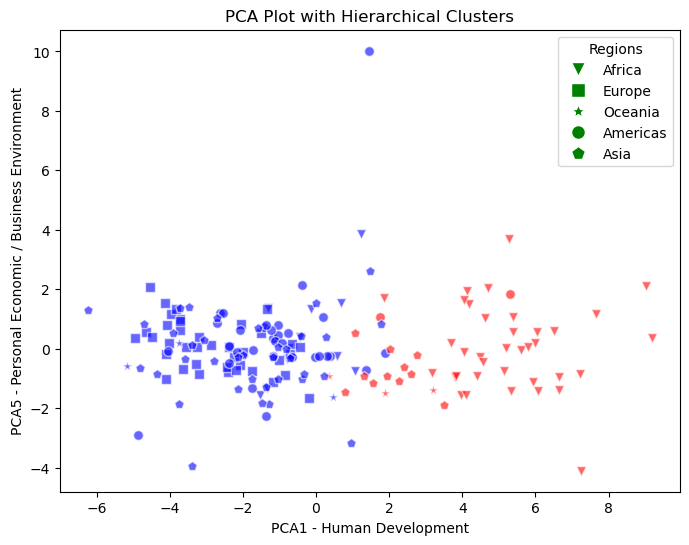 PCA Plot with Hierarchical Clusters
10
8
6
4
2
0
−2
−4
PCA5 - Personal Economic / Business Environment
Regions
Africa
Europe
Oceania
Americas
Asia
−6 −4 −2 0 2 4 6 8
PCA1 - Human Development